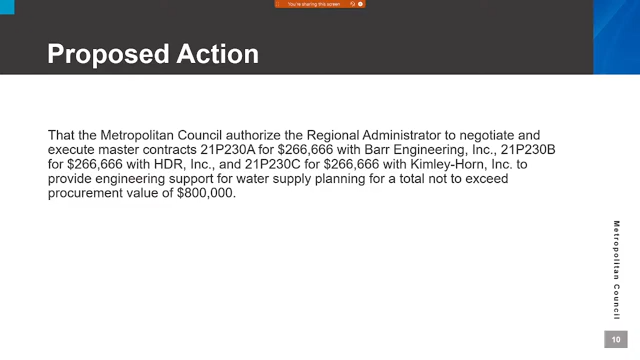 You're sharing this screen
Proposed Action
That the Metropolitan Council authorize the Regional Administrator to negotiate and
execute master contracts 21P230A for $266,666 with Barr Engineering, Inc., 21P230B
for $266,666 with HDR, Inc., and 21P230C for $266,666 with Kimley-Horn, Inc. to
provide engineering support for water supply planning for a total not to exceed
procurement value of $800,000.
Metropolitan Council
10